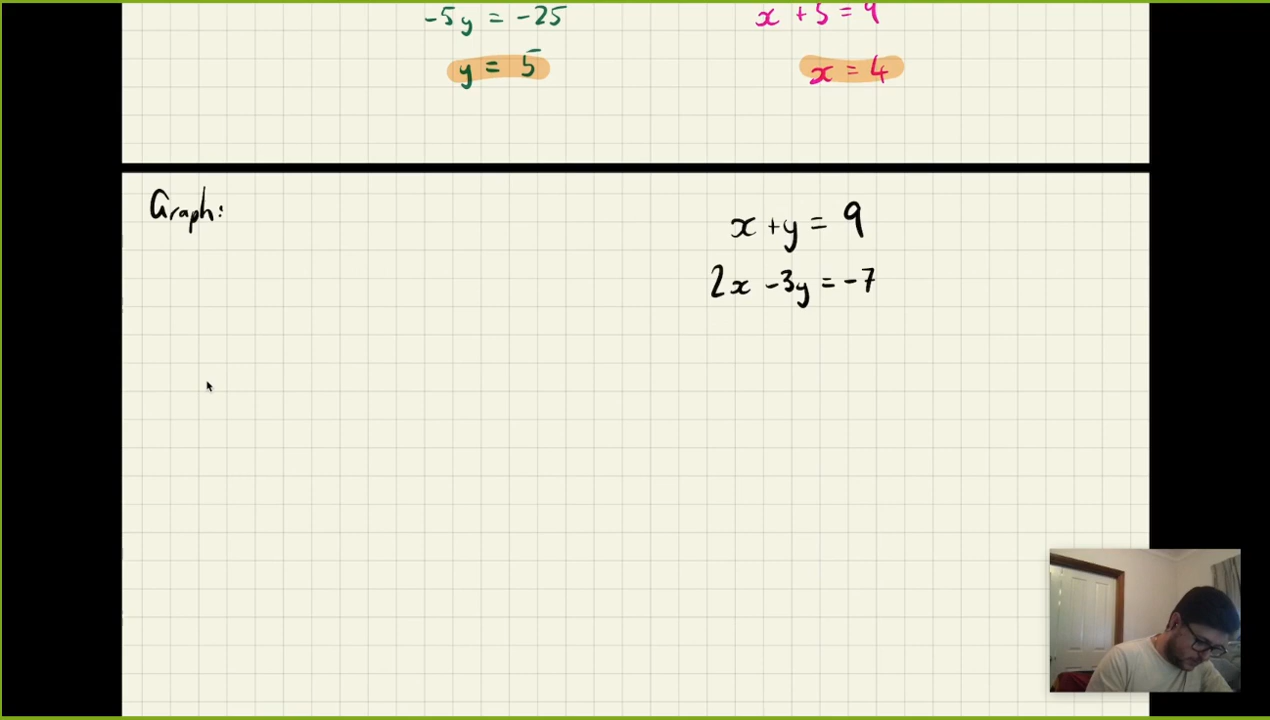 -5y = -25
x + 5 = 9
y = 5
x = 4
Graph:
x + y = 9
2x - 3y = -7